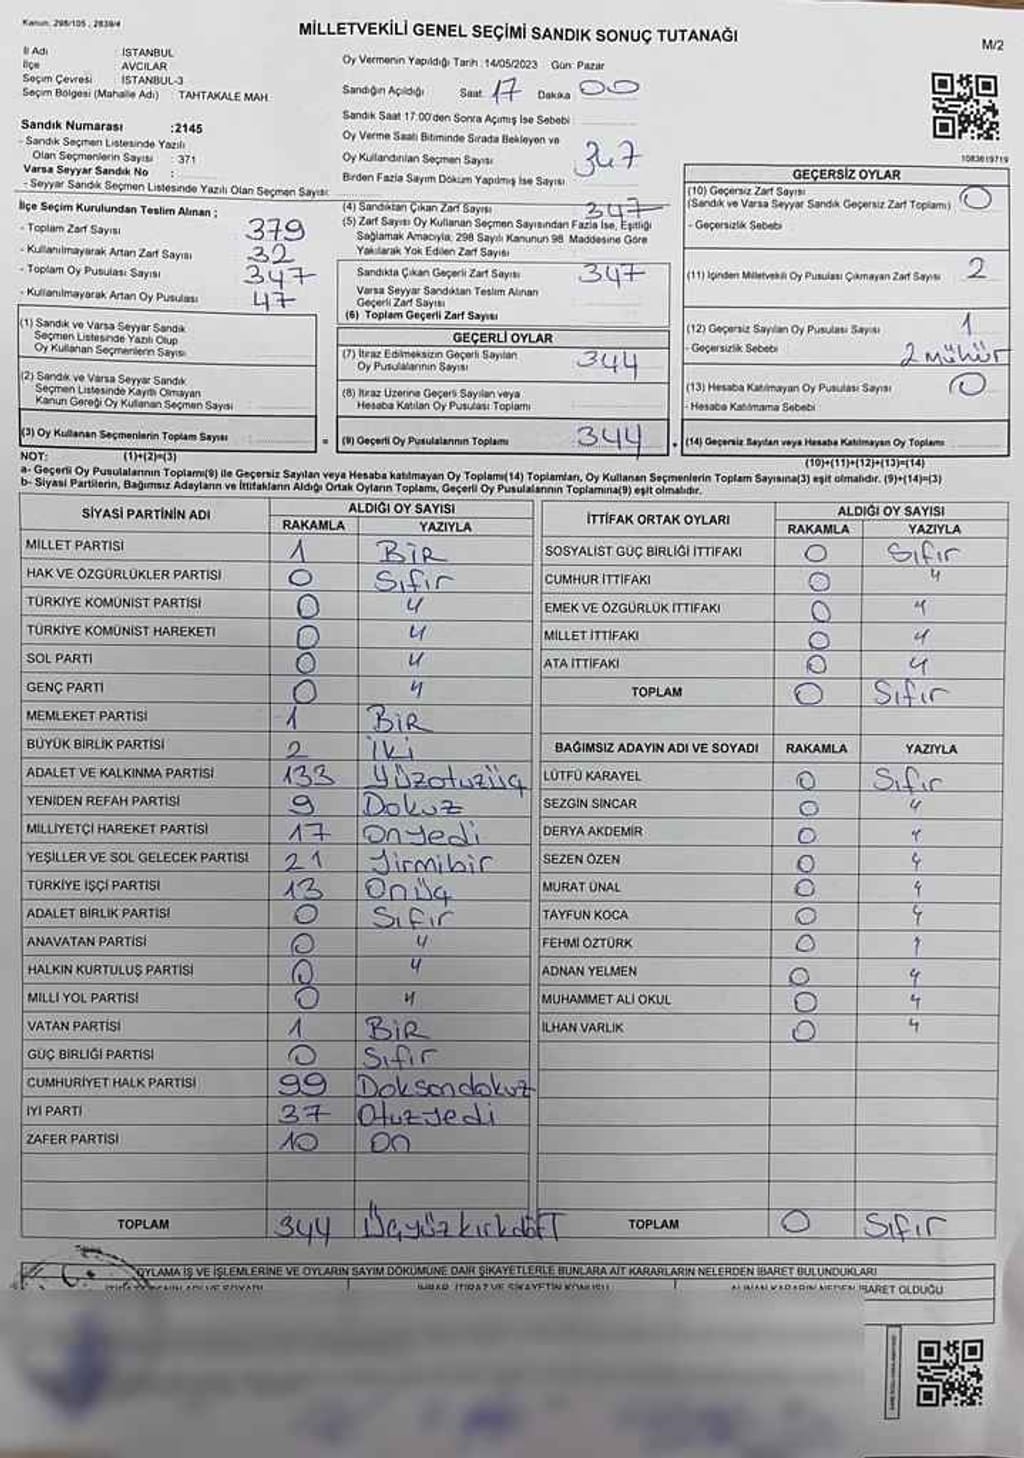 Kanun: 298/105 ; 2839/4
MİLLETVEKİLİ GENEL SEÇİMİ SANDIK SONUÇ TUTANAĞI
M/2
İl Adı : İSTANBUL
İlçe : AVCILAR
Seçim Çevresi : İSTANBUL-3
Seçim Bölgesi (Mahalle Adı) : TAHTAKALE MAH.
Sandık Numarası :2145
- Sandık Seçmen Listesinde Yazılı
Olan Seçmenlerin Sayısı : 371
Varsa Seyyar Sandık No :
- Seyyar Sandık Seçmen Listesinde Yazılı Olan Seçmen Sayısı:
Oy Vermenin Yapıldığı Tarih :14/05/2023 Gün: Pazar
Sandığın Açıldığı Saat: 17 Dakika 00
Sandık Saat 17:00'den Sonra Açımış İse Sebebi
Oy Verme Saati Bitiminde Sırada Bekleyen ve
Oy Kullandırılan Seçmen Sayısı 347
Birden Fazla Sayım Döküm Yapılmış İse Sayısı
1083619719
İlçe Seçim Kurulundan Teslim Alınan ;
- Toplam Zarf Sayısı 379
- Kullanılmayarak Artan Zarf Sayısı 32
- Toplam Oy Pusulası Sayısı 347
- Kullanılmayarak Artan Oy Pusulası 47
(1) Sandık ve Varsa Seyyar Sandık
Seçmen Listesinde Yazılı Olup
Oy Kullanan Seçmenlerin Sayısı
(2) Sandık ve Varsa Seyyar Sandık
Seçmen Listesinde Kayıtlı Olmayan
Kanun Gereği Oy Kullanan Seçmen Sayısı
(3) Oy Kullanan Seçmenlerin Toplam Sayısı
(4) Sandıktan Çıkan Zarf Sayısı 347
(5) Zarf Sayısı Oy Kullanan Seçmen Sayısından Fazla İse, Eşitliği
Sağlamak Amacıyla; 298 Sayılı Kanunun 98. Maddesine Göre
Yakılarak Yok Edilen Zarf Sayısı
Sandıkta Çıkan Geçerli Zarf Sayısı 347
Varsa Seyyar Sandıktan Teslim Alınan
Geçerli Zarf Sayısı
(6) Toplam Geçerli Zarf Sayısı
GEÇERLİ OYLAR
(7) İtiraz Edilmeksizin Geçerli Sayılan
Oy Pusulalarının Sayısı 344
(8) İtiraz Üzerine Geçerli Sayılan veya
Hesaba Katılan Oy Pusulası Toplamı
= (9) Geçerli Oy Pusulalarının Toplamı 344
GEÇERSİZ OYLAR
(10) Geçersiz Zarf Sayısı
(Sandık ve Varsa Seyyar Sandık Geçersiz Zarf Toplamı) 0
- Geçersizlik Sebebi
(11) İçinden Milletvekili Oy Pusulası Çıkmayan Zarf Sayısı 2
(12) Geçersiz Sayılan Oy Pusulası Sayısı 1
- Geçersizlik Sebebi 2 mühür
(13) Hesaba Katılmayan Oy Pusulası Sayısı 0
- Hesaba Katılmama Sebebi
+ (14) Geçersiz Sayılan veya Hesaba Katılmayan Oy Toplamı
NOT: (1)+(2)=(3) (10)+(11)+(12)+(13)=(14)
a- Geçerli Oy Pusulalarının Toplamı(9) ile Geçersiz Sayılan veya Hesaba katılmayan Oy Toplamı(14) Toplamları, Oy Kullanan Seçmenlerin Toplam Sayısına(3) eşit olmalıdır. (9)+(14)=(3)
b- Siyasi Partilerin, Bağımsız Adayların ve İttifakların Aldığı Ortak Oyların Toplamı, Geçerli Oy Pusulalarının Toplamına(9) eşit olmalıdır.
SİYASİ PARTİNİN ADI ALDIĞI OY SAYISI
RAKAMLA YAZIYLA
MİLLET PARTİSİ 1 Bir
HAK VE ÖZGÜRLÜKLER PARTİSİ 0 Sıfır
TÜRKİYE KOMÜNİST PARTİSİ 0 "
TÜRKİYE KOMÜNİST HAREKETİ 0 "
SOL PARTİ 0 "
GENÇ PARTİ 0 "
MEMLEKET PARTİSİ 1 Bir
BÜYÜK BİRLİK PARTİSİ 2 İki
ADALET VE KALKINMA PARTİSİ 133 Yüzotuzüç
YENİDEN REFAH PARTİSİ 9 Dokuz
MİLLİYETÇİ HAREKET PARTİSİ 17 Onyedi
YEŞİLLER VE SOL GELECEK PARTİSİ 21 Yirmibir
TÜRKİYE İŞÇİ PARTİSİ 13 Onüç
ADALET BİRLİK PARTİSİ 0 Sıfır
ANAVATAN PARTİSİ 0 "
HALKIN KURTULUŞ PARTİSİ 0 "
MİLLİ YOL PARTİSİ 0 "
VATAN PARTİSİ 1 Bir
GÜÇ BİRLİĞİ PARTİSİ 0 Sıfır
CUMHURİYET HALK PARTİSİ 99 Doksandokuz
İYİ PARTİ 37 Otuzyedi
ZAFER PARTİSİ 10 On
TOPLAM 344 Üçyüzkırkdört
İTTİFAK ORTAK OYLARI ALDIĞI OY SAYISI
RAKAMLA YAZIYLA
SOSYALİST GÜÇ BİRLİĞİ İTTİFAKI 0 Sıfır
CUMHUR İTTİFAKI 0 "
EMEK VE ÖZGÜRLÜK İTTİFAKI 0 "
MİLLET İTTİFAKI 0 "
ATA İTTİFAKI 0 "
TOPLAM 0 Sıfır
BAĞIMSIZ ADAYIN ADI VE SOYADI RAKAMLA YAZIYLA
LÜTFÜ KARAYEL 0 Sıfır
SEZGİN SİNCAR 0 "
DERYA AKDEMİR 0 "
SEZEN ÖZEN 0 "
MURAT ÜNAL 0 "
TAYFUN KOCA 0 "
FEHMİ ÖZTÜRK 0 "
ADNAN YELMEN 0 "
MUHAMMET ALİ OKUL 0 "
İLHAN VARLIK 0 "
TOPLAM 0 Sıfır
OYLAMA İŞ VE İŞLEMLERİNE VE OYLARIN SAYIM DÖKÜMÜNE DAİR ŞİKAYETLERLE BUNLARA AİT KARARLARIN NELERDEN İBARET BULUNDUKLARI
İHBAR, İTİRAZ VE ŞİKAYETİN KONUSU ALINAN KARARIN NEDEN İBARET OLDUĞU